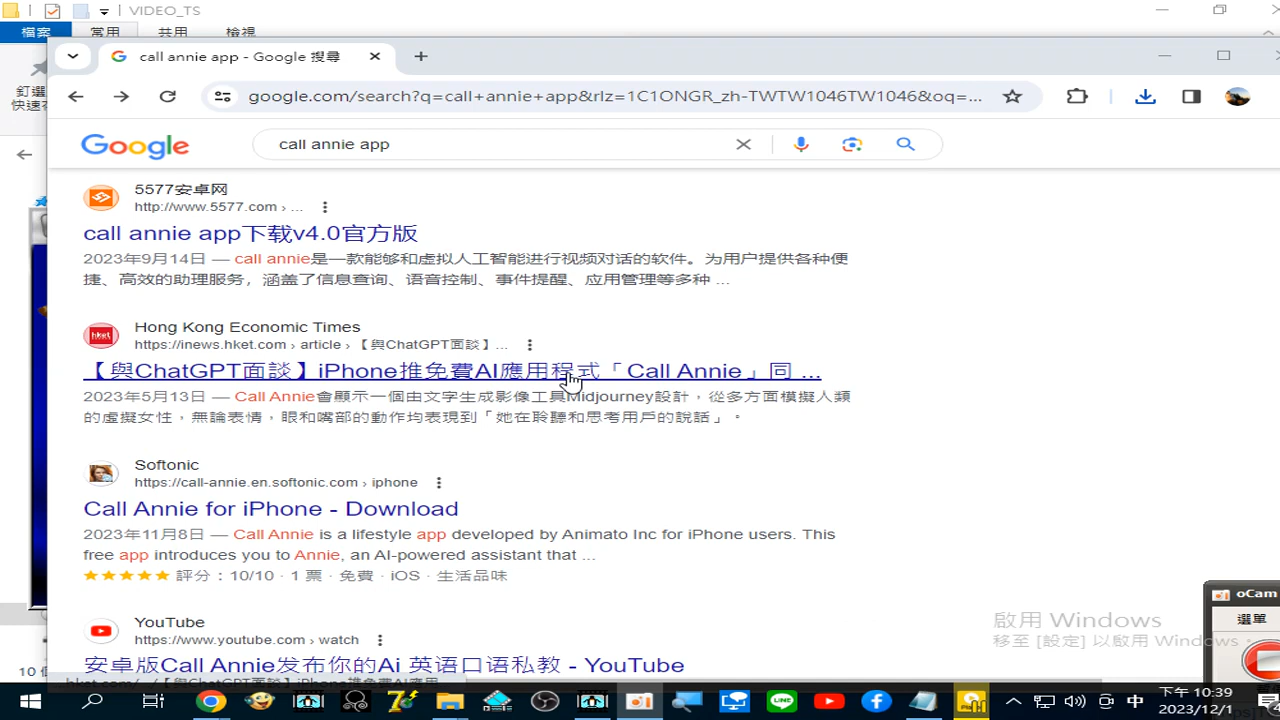 VIDEO_TS
檔案 常用 共用 檢視
call annie app - Google 搜尋
google.com/search?q=call+annie+app&rlz=1C1ONGR_zh-TWTW1046TW1046&oq=...
Google
call annie app
5577安卓网
http://www.5577.com › ...
call annie app下载v4.0官方版
2023年9月14日 — call annie是一款能够和虚拟人工智能进行视频对话的软件。为用户提供各种便
捷、高效的助理服务，涵盖了信息查询、语音控制、事件提醒、应用管理等多种 ...
Hong Kong Economic Times
https://inews.hket.com › article › 【與ChatGPT面談】...
hket
【與ChatGPT面談】iPhone推免費AI應用程式「Call Annie」同 ...
2023年5月13日 — Call Annie會顯示一個由文字生成影像工具Midjourney設計，從多方面模擬人類
的虛擬女性，無論表情，眼和嘴部的動作均表現到「她在聆聽和思考用戶的說話」。
Softonic
https://call-annie.en.softonic.com › iphone
Call Annie for iPhone - Download
2023年11月8日 — Call Annie is a lifestyle app developed by Animato Inc for iPhone users. This
free app introduces you to Annie, an AI-powered assistant that ...
評分：10/10 · 1 票 · 免費 · iOS · 生活品味
YouTube
https://www.youtube.com › watch
安卓版Call Annie发布你的Ai 英语口语私教 - YouTube
oCam
選單
啟用 Windows
移至 [設定] 以啟用 Windows。
LINE
中
下午 10:39
2023/12/1